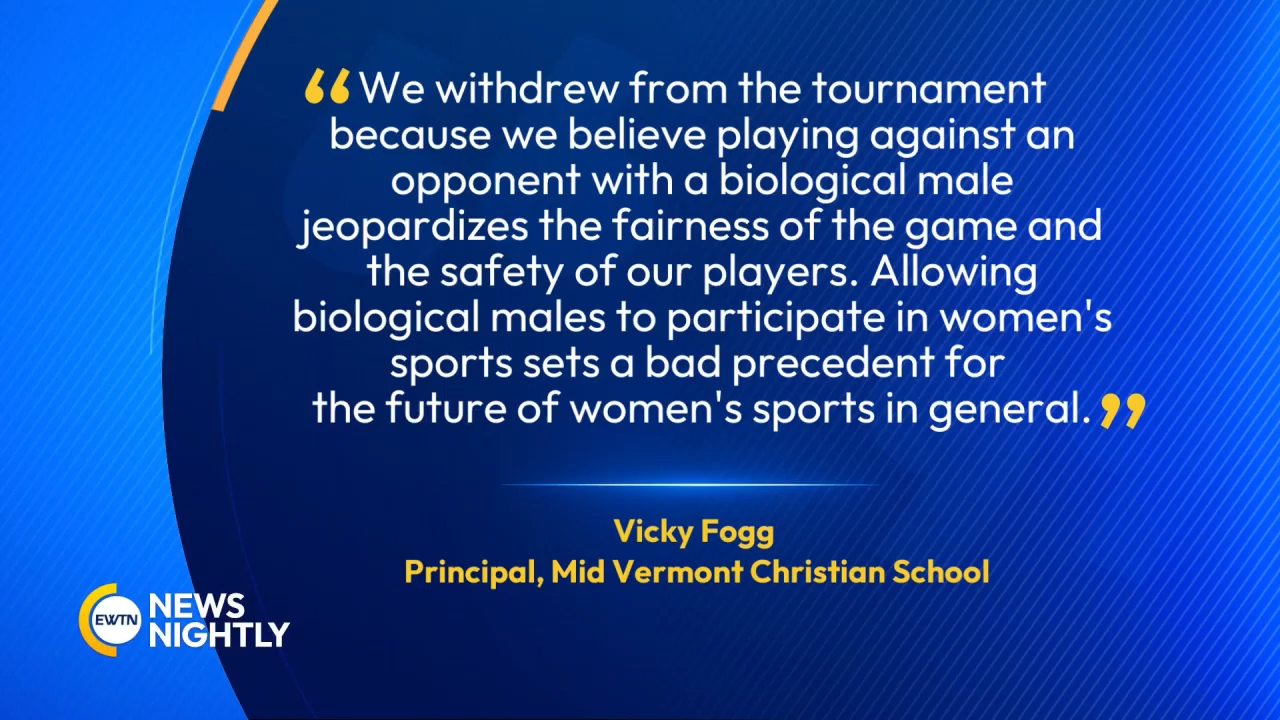 “We withdrew from the tournament
because we believe playing against an
opponent with a biological male
jeopardizes the fairness of the game and
the safety of our players. Allowing
biological males to participate in women's
sports sets a bad precedent for
the future of women's sports in general.”
Vicky Fogg
Principal, Mid Vermont Christian School
EWTN
NEWS
NIGHTLY